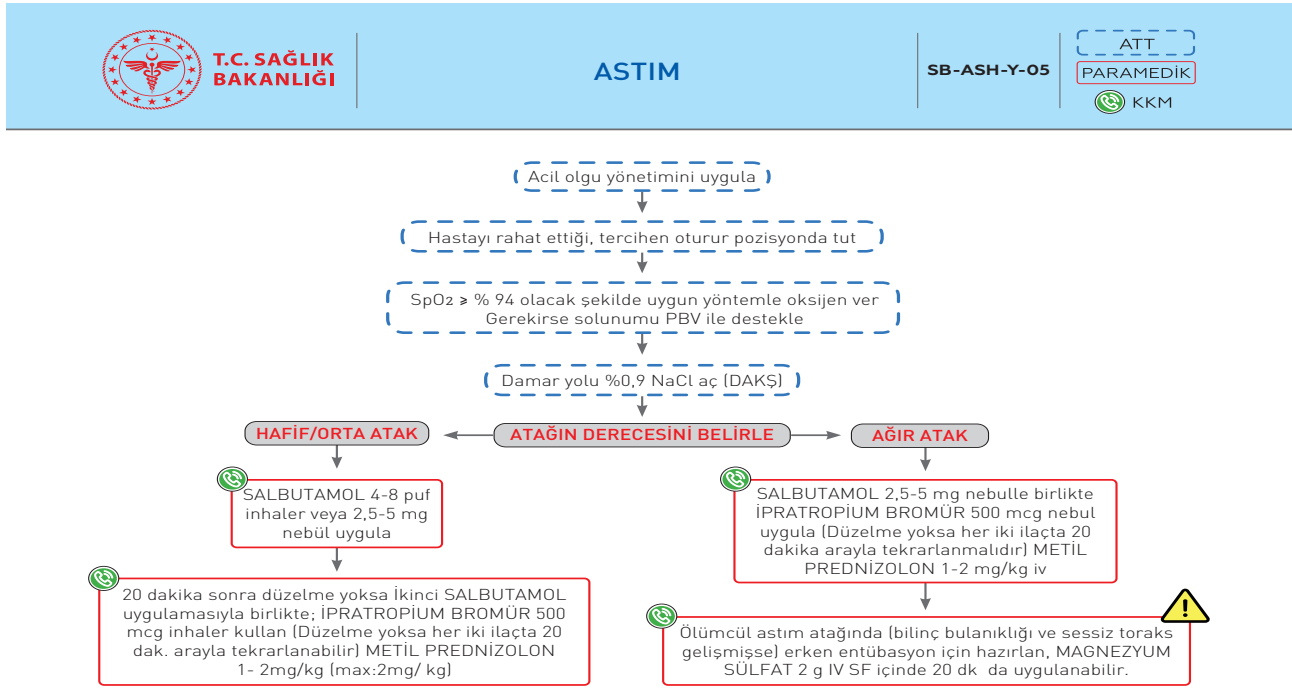 T.C. SAĞLIK
BAKANLIĞI
ASTIM
SB-ASH-Y-05
ATT
PARAMEDİK
KKM
Acil olgu yönetimini uygula
Hastayı rahat ettiği, tercihen oturur pozisyonda tut
SpO2 ⩾ % 94 olacak şekilde uygun yöntemle oksijen ver
Gerekirse solunumu PBV ile destekle
Damar yolu %0,9 NaCl aç (DAKŞ)
HAFİF/ORTA ATAK
ATAĞIN DERECESİNİ BELİRLE
AĞIR ATAK
SALBUTAMOL 4-8 puf
inhaler veya 2,5-5 mg
nebül uygula
20 dakika sonra düzelme yoksa İkinci SALBUTAMOL
uygulamasıyla birlikte; İPRATROPİUM BROMÜR 500
mcg inhaler kullan (Düzelme yoksa her iki ilaçta 20
dak. arayla tekrarlanabilir) METİL PREDNİZOLON
1- 2mg/kg (max:2mg/ kg)
SALBUTAMOL 2,5-5 mg nebulle birlikte
İPRATROPİUM BROMÜR 500 mcg nebul
uygula (Düzelme yoksa her iki ilaçta 20
dakika arayla tekrarlanmalıdır) METİL
PREDNİZOLON 1-2 mg/kg iv
Ölümcül astım atağında (bilinç bulanıklığı ve sessiz toraks
gelişmişse) erken entübasyon için hazırlan, MAGNEZYUM
SÜLFAT 2 g IV SF içinde 20 dk da uygulanabilir.